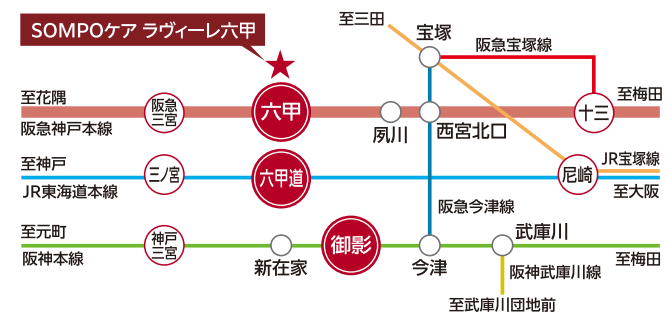 SOMPOケア ラヴィーレ六甲
至三田
宝塚
阪急宝塚線
至花隈
阪急神戸本線
阪急
三宮
六甲
夙川
西宮北口
十三
至梅田
至神戸
JR東海道本線
三ノ宮
六甲道
尼崎
JR宝塚線
至大阪
阪急今津線
至元町
阪神本線
神戸
三宮
新在家
御影
今津
武庫川
至梅田
阪神武庫川線
至武庫川団地前